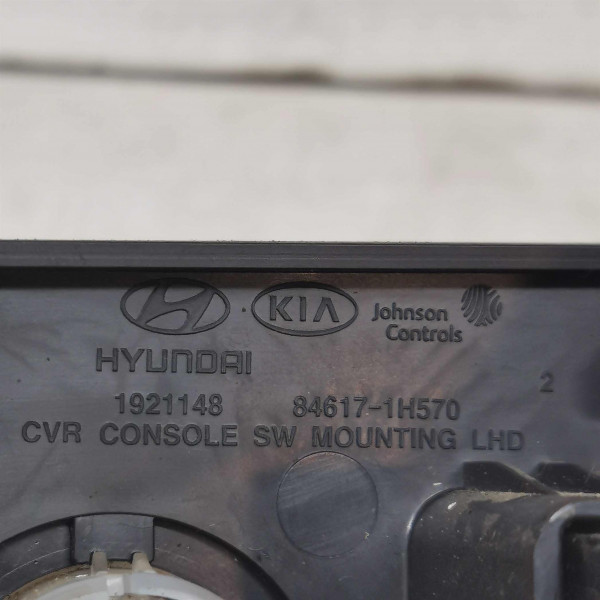 KIA
Johnson
Controls
HYUNDAI
2
1921148 84617-1H570
CVR CONSOLE SW MOUNTING LHD